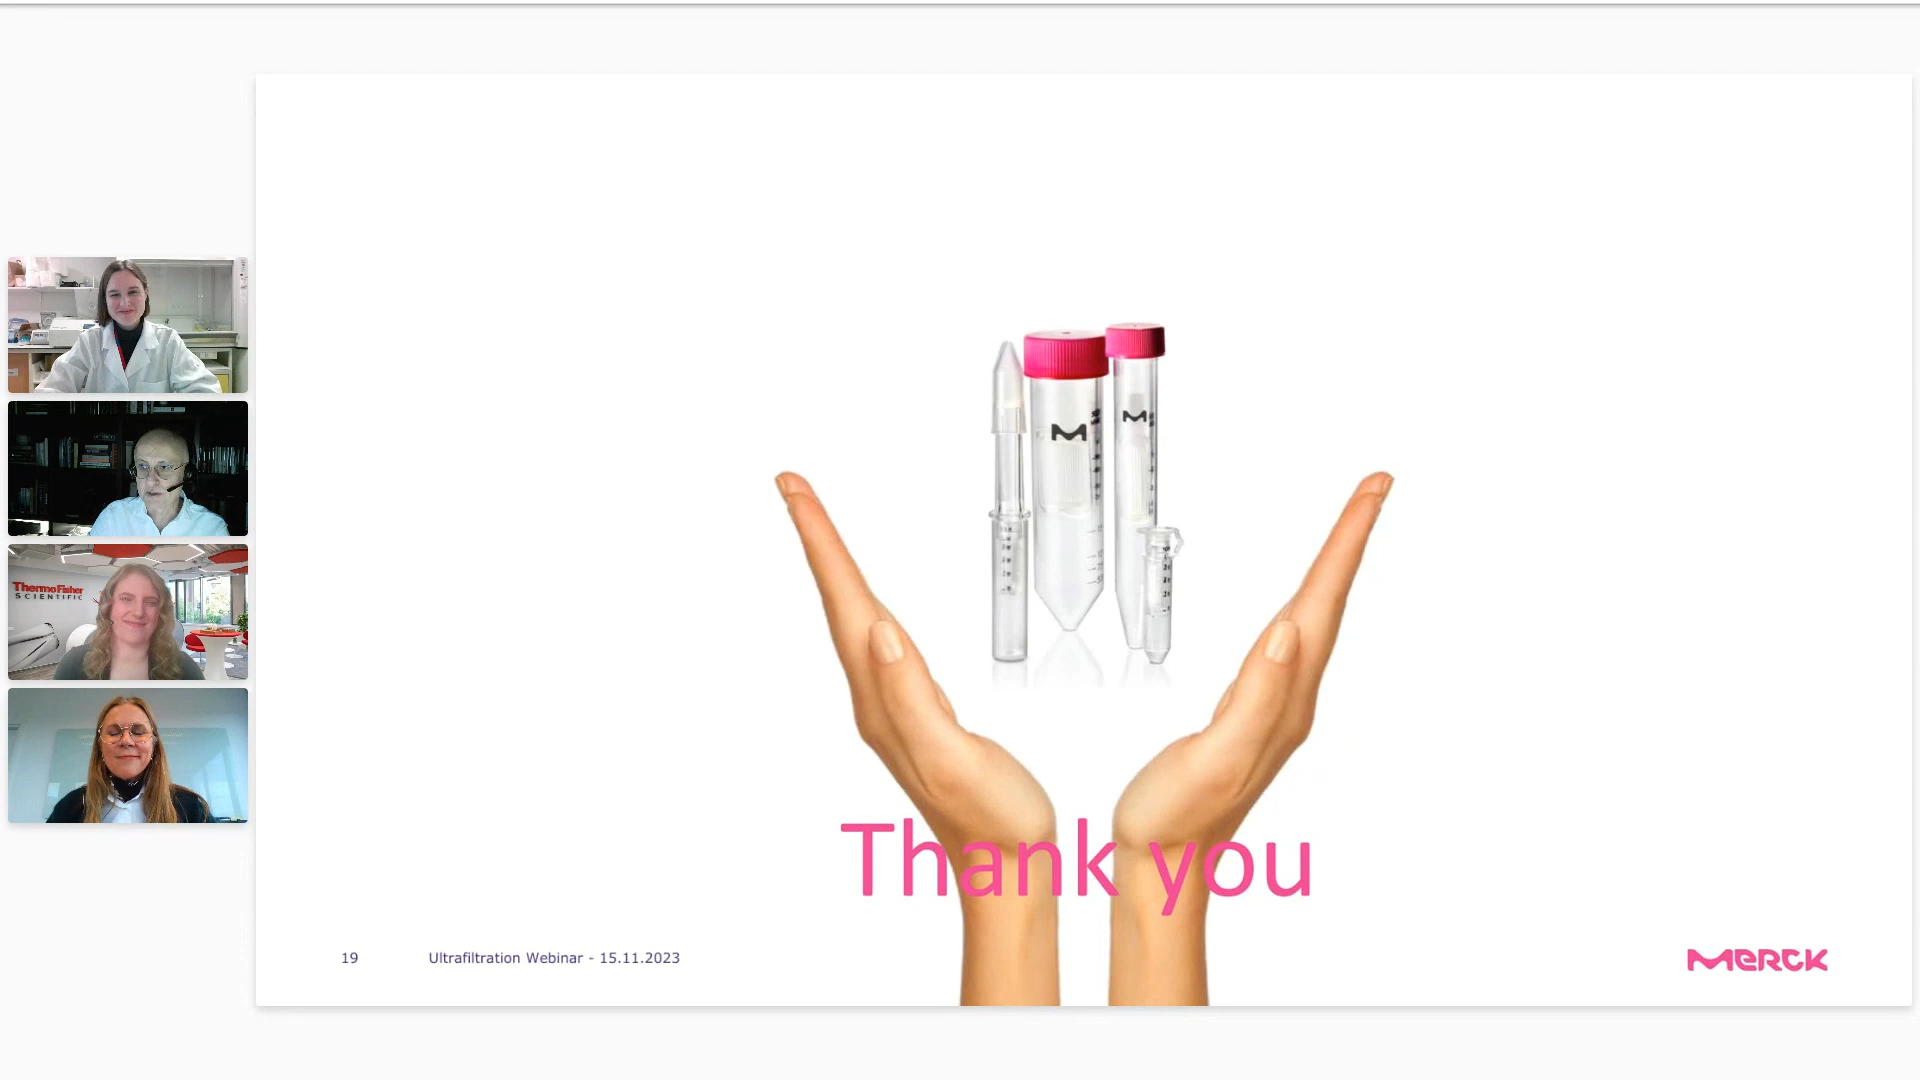 ThermoFisher
SCIENTIFIC
Thank you
19
Ultrafiltration Webinar - 15.11.2023
MERCK